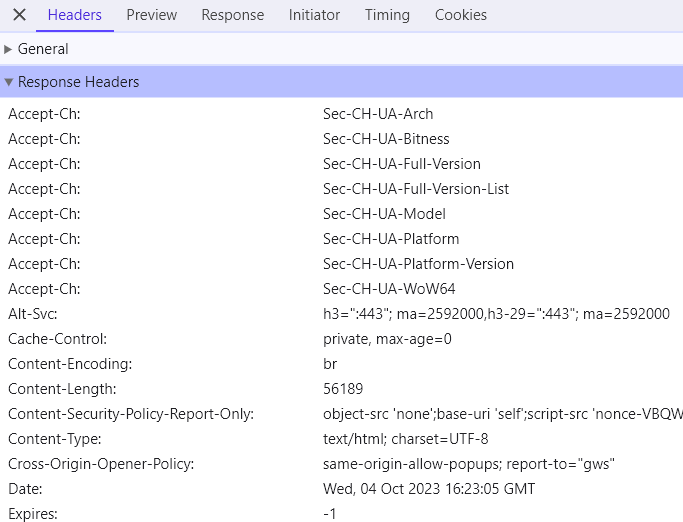 Headers Preview Response Initiator Timing Cookies
General
Response Headers
Accept-Ch: Sec-CH-UA-Arch
Accept-Ch: Sec-CH-UA-Bitness
Accept-Ch: Sec-CH-UA-Full-Version
Accept-Ch: Sec-CH-UA-Full-Version-List
Accept-Ch: Sec-CH-UA-Model
Accept-Ch: Sec-CH-UA-Platform
Accept-Ch: Sec-CH-UA-Platform-Version
Accept-Ch: Sec-CH-UA-WoW64
Alt-Svc: h3=":443"; ma=2592000,h3-29=":443"; ma=2592000
Cache-Control: private, max-age=0
Content-Encoding: br
Content-Length: 56189
Content-Security-Policy-Report-Only: object-src 'none';base-uri 'self';script-src 'nonce-VBQW
Content-Type: text/html; charset=UTF-8
Cross-Origin-Opener-Policy: same-origin-allow-popups; report-to="gws"
Date: Wed, 04 Oct 2023 16:23:05 GMT
Expires: -1